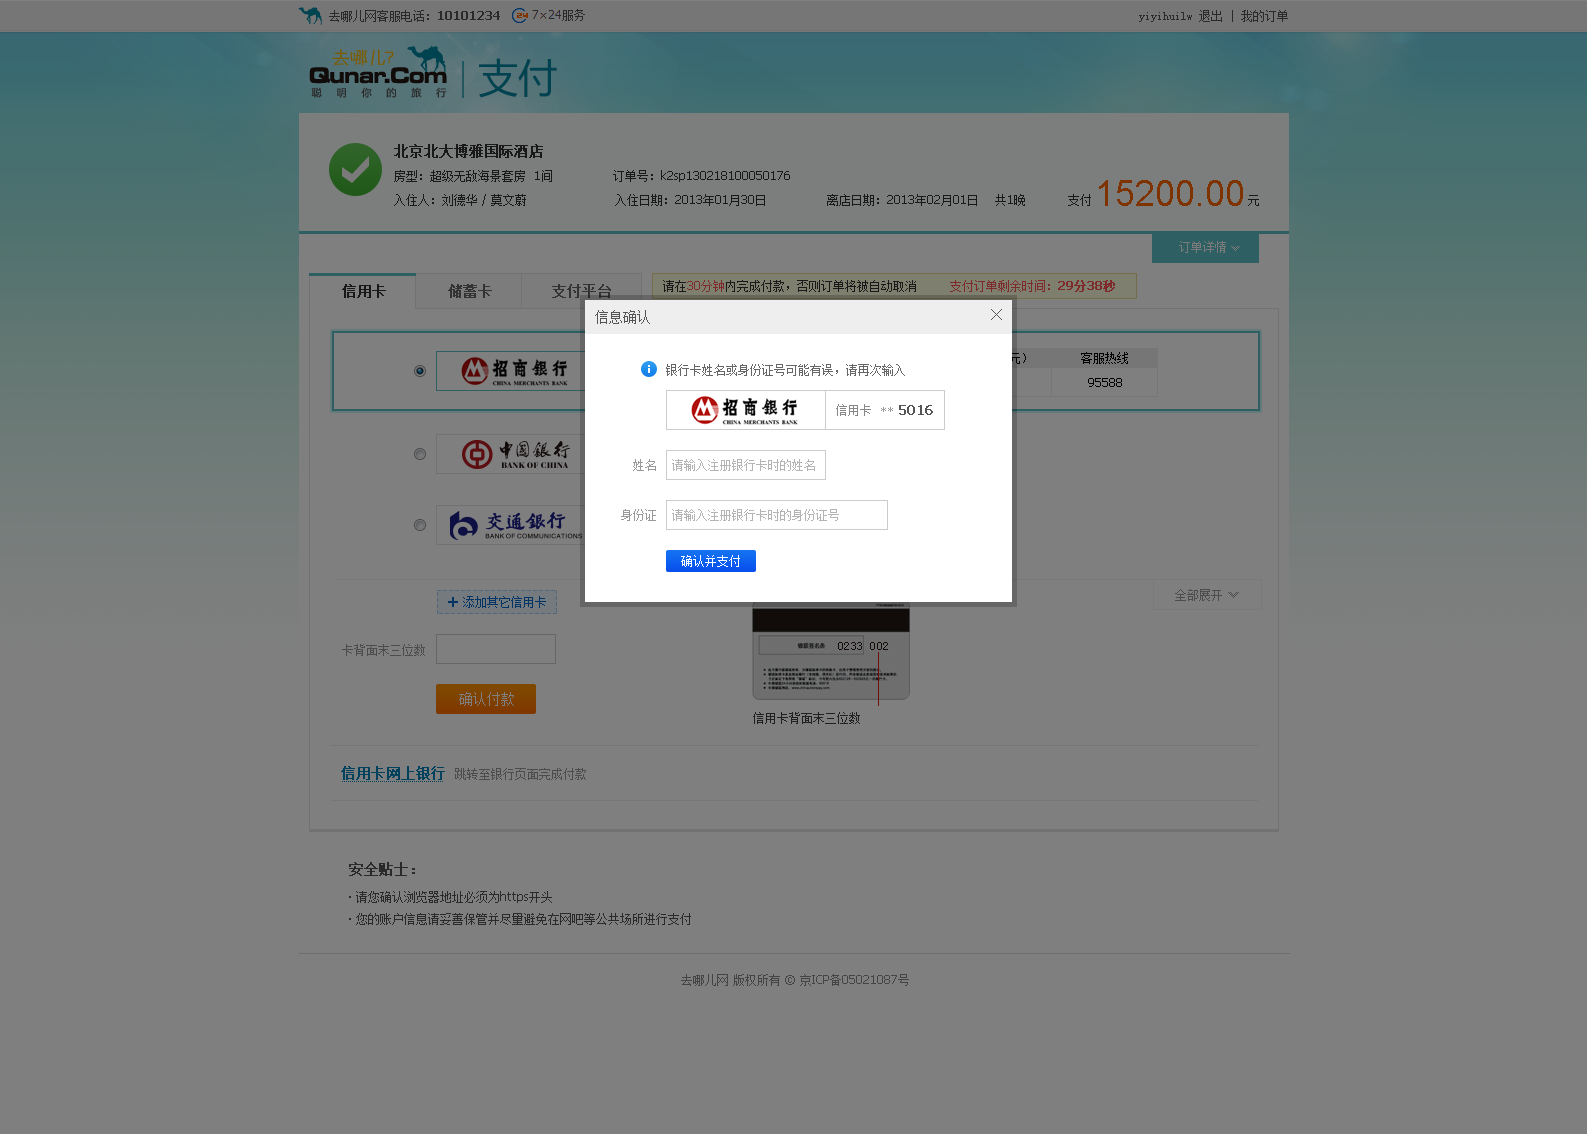 去哪儿网客服电话：10101234 24 7×24服务
yiyihuilw 退出 | 我的订单
去哪儿?
Qunar.Com
聪明你的旅行
支付
北京北大博雅国际酒店
房型：超级无敌海景套房 1间 订单号：k2sp130218100050176
入住人：刘德华 / 莫文蔚 入住日期：2013年01月30日 离店日期：2013年02月01日 共1晚 支付 15200.00 元
订单详情
信用卡 储蓄卡 支付平台
请在30分钟内完成付款，否则订单将被自动取消 支付订单剩余时间：29分38秒
信息确认
招商银行
CHINA MERCHANTS BANK
元） 客服热线
95588
银行卡姓名或身份证号可能有误，请再次输入
招商银行
CHINA MERCHANTS BANK
信用卡 ** 5016
中国银行
BANK OF CHINA
姓名 请输入注册银行卡时的姓名
交通银行
BANK OF COMMUNICATIONS
身份证 请输入注册银行卡时的身份证号
确认并支付
+ 添加其它信用卡
全部展开
卡背面末三位数
0233 002
确认付款
信用卡背面末三位数
信用卡网上银行 跳转至银行页面完成付款
安全贴士：
· 请您确认浏览器地址必须为https开头
· 您的账户信息请妥善保管并尽量避免在网吧等公共场所进行支付
去哪儿网 版权所有 © 京ICP备05021087号